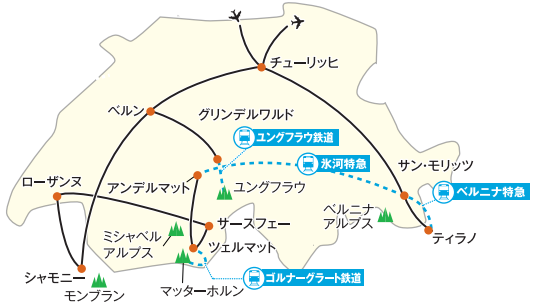 チューリッヒ
ベルン
グリンデルワルド
ユングフラウ鉄道
氷河特急
サン・モリッツ
ローザンヌ
アンデルマット
ユングフラウ
ベルニナ特急
ベルニナ
アルプス
サースフェー
ミシャベル
アルプス
ツェルマット
ティラノ
シャモニー
ゴルナーグラート鉄道
モンブラン
マッターホルン